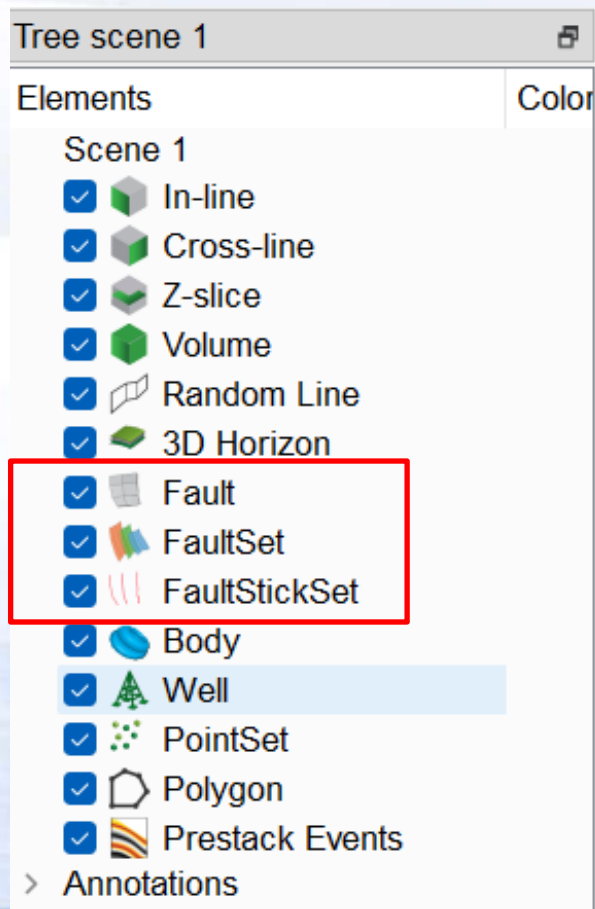 Tree scene 1
Elements Color
Scene 1
In-line
Cross-line
Z-slice
Volume
Random Line
3D Horizon
Fault
FaultSet
FaultStickSet
Body
Well
PointSet
Polygon
Prestack Events
Annotations